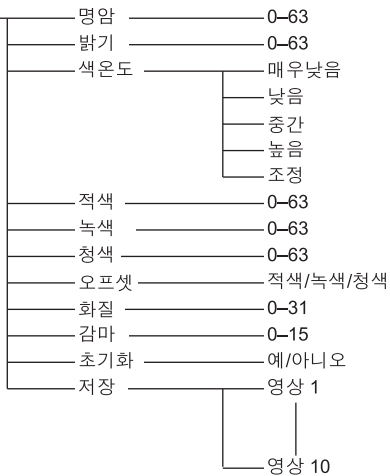 명암 0–63
밝기 0–63
색온도 매우낮음
낮음
중간
높음
조정
적색 0–63
녹색 0–63
청색 0–63
오프셋 적색/녹색/청색
화질 0–31
감마 0–15
초기화 예/아니오
저장 영상 1
영상 10